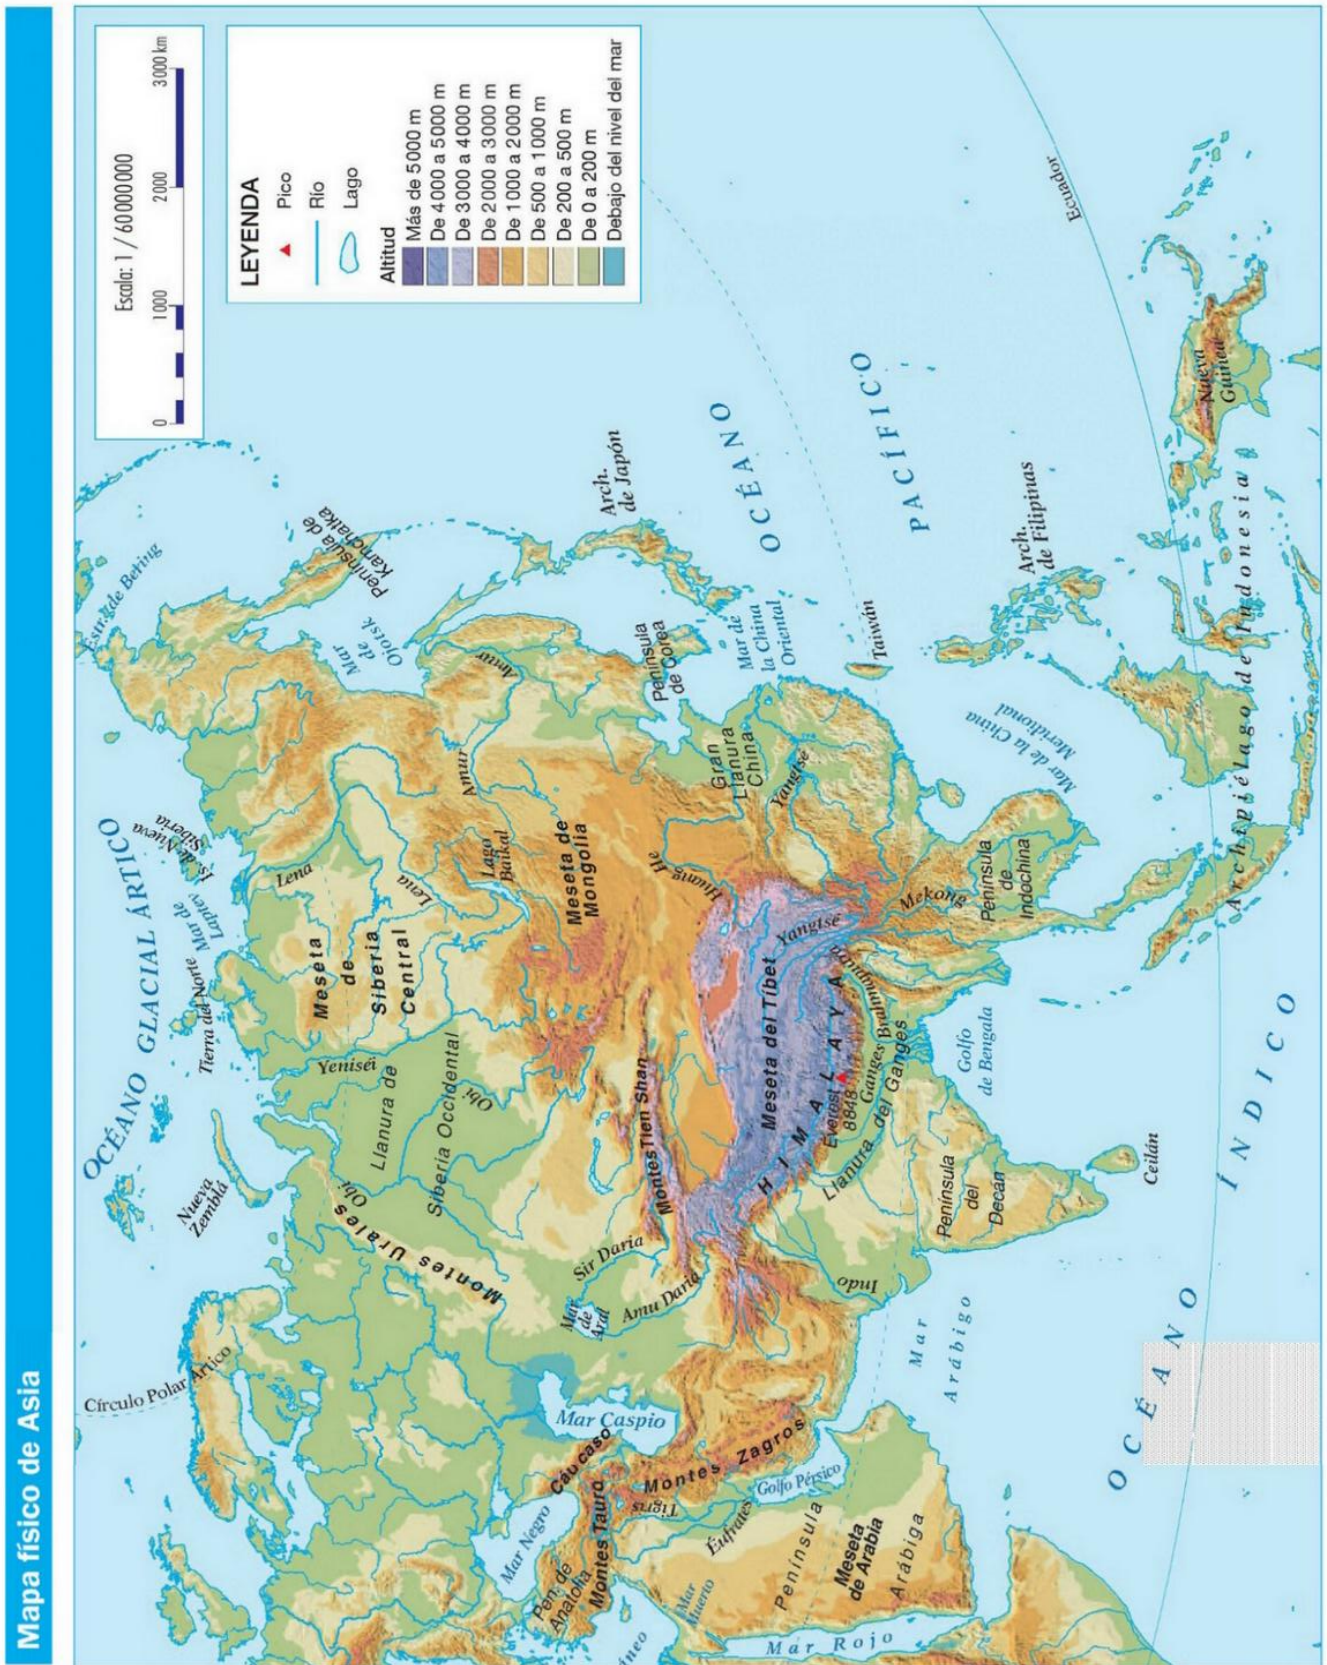 Mapa físico de Asia
Escala: 1 / 60000000
0 1000 2000 3000 km
LEYENDA
Pico
Río
Lago
Altitud
Más de 5000 m
De 4000 a 5000 m
De 3000 a 4000 m
De 2000 a 3000 m
De 1000 a 2000 m
De 500 a 1000 m
De 200 a 500 m
De 0 a 200 m
Debajo del nivel del mar
Círculo Polar Ártico
OCÉANO GLACIAL ÁRTICO
Nueva
Zembla
Tierra del Norte
Mar de
Laptev
Is. de Nueva
Siberia
Estr. de Bering
Península de
Kamchatka
Mar
de
Ojotsk
Montes Urales
Obi
Llanura de
Siberia Occidental
Obi
Yeniséi
Meseta
de
Siberia
Central
Lena
Lena
Lago
Baikal
Amur
Amur
Meseta de
Mongolia
Arch.
de Japón
Península
de Corea
Mar de
la China
Oriental
OCÉANO
PACÍFICO
Taiwán
Gran
Llanura
China
Huang He
Yangtsé
Yangtsé
Mar Negro
Cáucaso
Mar Caspio
Mar
de
Aral
Sir Daria
Amu Daria
Montes Tien Shan
Meseta del Tíbet
HIMALAYA
Everest
8848
Ganges
Brahmaputra
Llanura del Ganges
Indo
Pen. de
Anatolia
Montes Tauro
Tigris
Éufrates
Montes Zagros
Golfo Pérsico
Mar
Muerto
áneo
Mar Rojo
Península
Arábiga
Meseta
de Arabia
Mar
Arábigo
Península
del
Decán
Golfo
de Bengala
Ceilán
Mekong
Península
de
Indochina
Mar de la China
Meridional
Arch.
de Filipinas
Archipiélago de Indonesia
Nueva
Guinea
Ecuador
OCÉANO
ÍNDICO